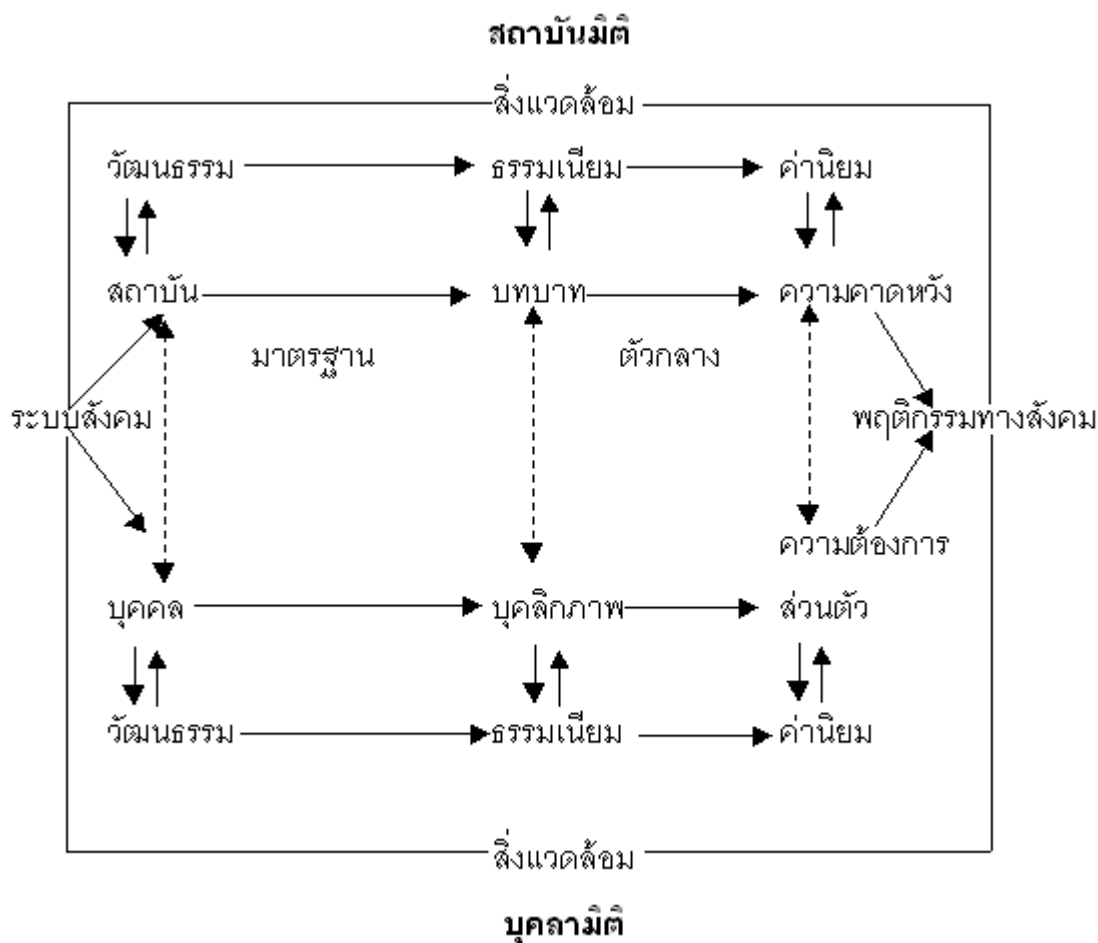 สถาบันมิติ
สิ่งแวดล้อม
วัฒนธรรม ธรรมเนียม ค่านิยม
สถาบัน บทบาท ความคาดหวัง
มาตรฐาน ตัวกลาง
ระบบสังคม พฤติกรรมทางสังคม
ความต้องการ
บุคคล บุคลิกภาพ ส่วนตัว
วัฒนธรรม ธรรมเนียม ค่านิยม
สิ่งแวดล้อม
บุคลามิติ